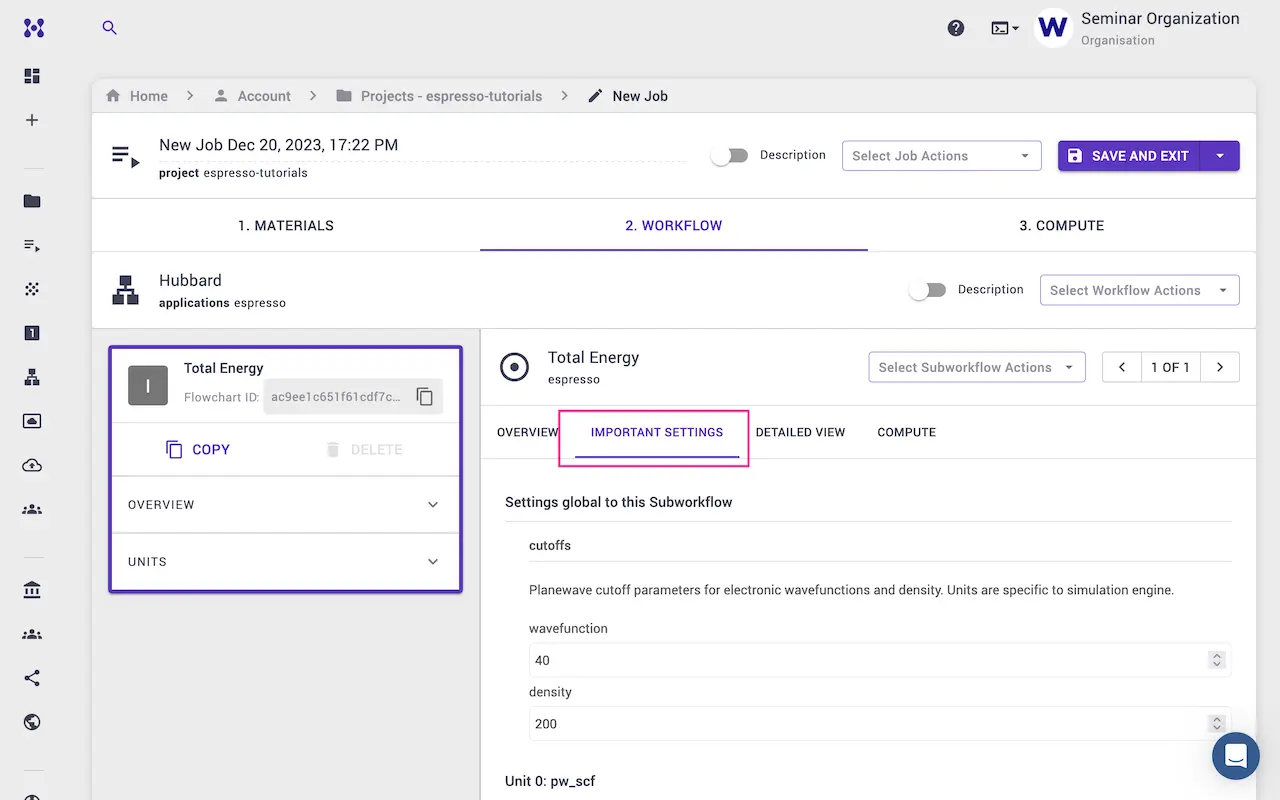 W
Seminar Organization
Organisation
Home
Account
Projects - espresso-tutorials
New Job
New Job Dec 20, 2023, 17:22 PM
project espresso-tutorials
Description
Select Job Actions
SAVE AND EXIT
1. MATERIALS
2. WORKFLOW
3. COMPUTE
Hubbard
applications espresso
Description
Select Workflow Actions
I
Total Energy
Flowchart ID: ac9ee1c651f61cdf7c...
COPY
DELETE
OVERVIEW
UNITS
Total Energy
espresso
Select Subworkflow Actions
1 OF 1
OVERVIEW
IMPORTANT SETTINGS
DETAILED VIEW
COMPUTE
Settings global to this Subworkflow
cutoffs
Planewave cutoff parameters for electronic wavefunctions and density. Units are specific to simulation engine.
wavefunction
40
density
200
Unit 0: pw_scf